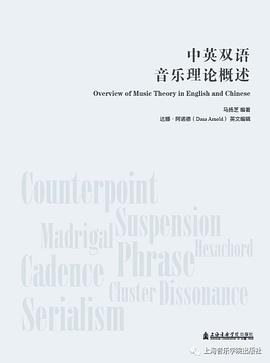 中英双语
音乐理论概述
Overview of Music Theory in English and Chinese
马扬芝 编著
达娜·阿诺德（Dana Arnold）英文编辑
Counterpoint
Suspension
Madrigal
Hexachord
Phrase
Cadence
Cluster Dissonance
Serialism
上海音乐学院出版社
上海音乐学院出版社